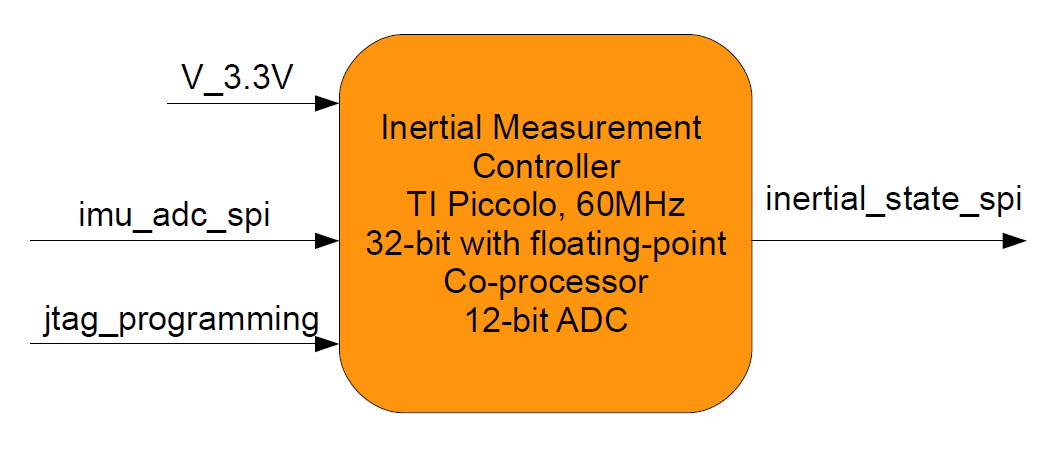 V_3.3V
imu_adc_spi
jtag_programming
Inertial Measurement
Controller
TI Piccolo, 60MHz
32-bit with floating-point
Co-processor
12-bit ADC
inertial_state_spi